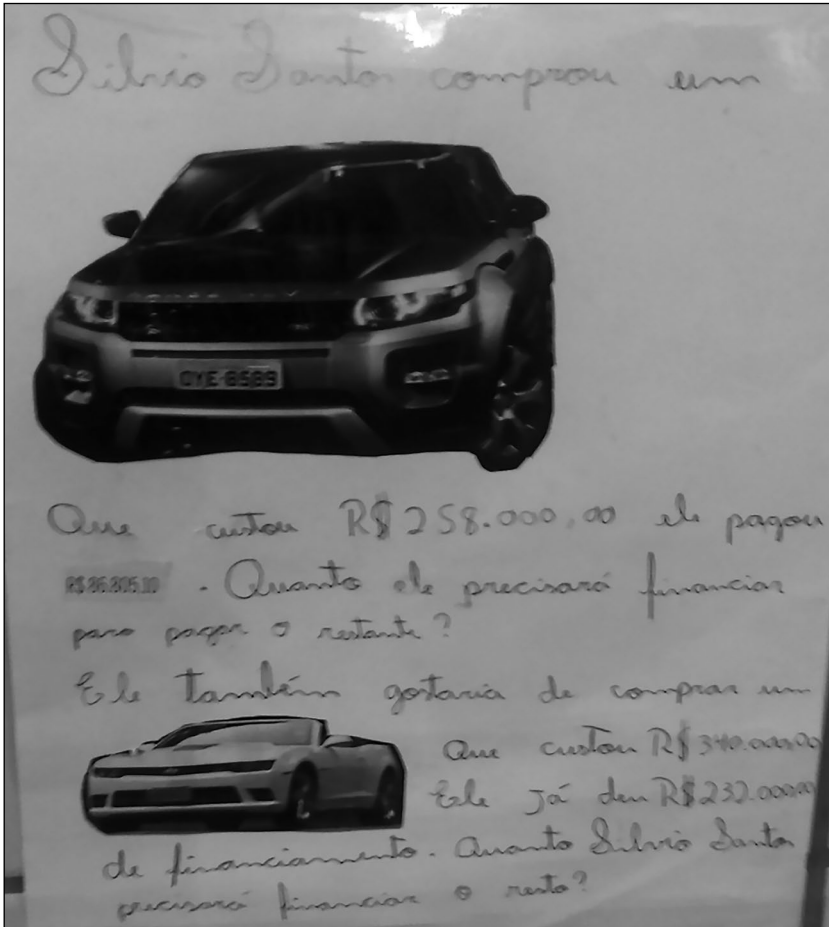 Silvio Santos comprou um
OYE-8589
Que custou R$ 258.000,00 ele pagou
R$ 86.805,10 . Quanto ele precisará financiar
para pagar o restante?
Ele também gostaria de comprar um
Que custou R$ 340.000,00
Ele já deu R$ 232.000,00
de financiamento. Quanto Silvio Santos
precisará financiar o resto?